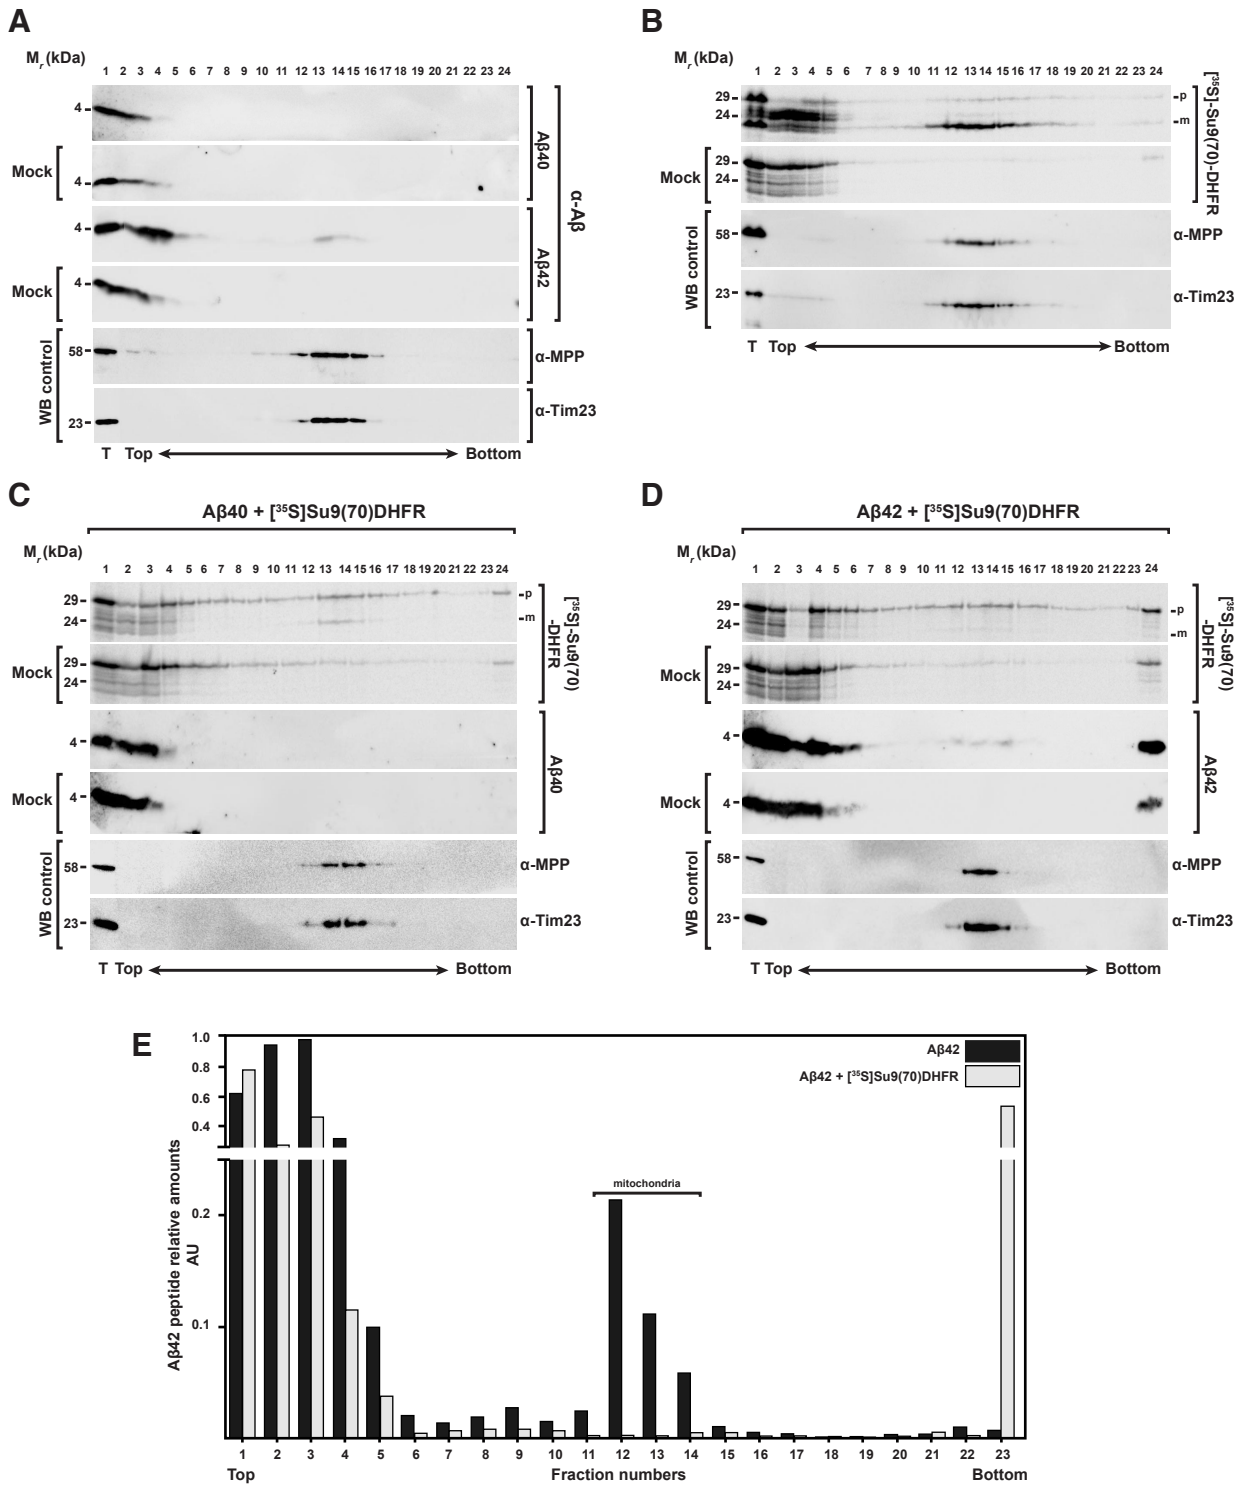 A
Mr (kDa)
1 2 3 4 5 6 7 8 9 10 11 12 13 14 15 16 17 18 19 20 21 22 23 24
4
Mock
4
Aβ40
4
Mock
4
Aβ42
α-Aβ
WB control
58
α-MPP
23
α-Tim23
T Top Bottom
B
Mr (kDa)
1 2 3 4 5 6 7 8 9 10 11 12 13 14 15 16 17 18 19 20 21 22 23 24
29
24
p
m
Mock
29
24
[35S]-Su9(70)-DHFR
WB control
58
α-MPP
23
α-Tim23
T Top Bottom
C
Aβ40 + [35S]Su9(70)DHFR
Mr (kDa)
1 2 3 4 5 6 7 8 9 10 11 12 13 14 15 16 17 18 19 20 21 22 23 24
29
24
p
m
Mock
29
24
[35S]-Su9(70)
-DHFR
4
Mock
4
Aβ40
WB control
58
α-MPP
23
α-Tim23
T Top Bottom
D
Aβ42 + [35S]Su9(70)DHFR
Mr (kDa)
1 2 3 4 5 6 7 8 9 10 11 12 13 14 15 16 17 18 19 20 21 22 23 24
29
24
p
m
Mock
29
24
[35S]-Su9(70)
-DHFR
4
Mock
4
Aβ42
WB control
58
α-MPP
23
α-Tim23
T Top Bottom
E
Aβ42
Aβ42 + [35S]Su9(70)DHFR
1.0
0.8
0.6
0.4
0.2
0.1
Aβ42 peptide relative amounts
AU
mitochondria
1 2 3 4 5 6 7 8 9 10 11 12 13 14 15 16 17 18 19 20 21 22 23
Top Fraction numbers Bottom